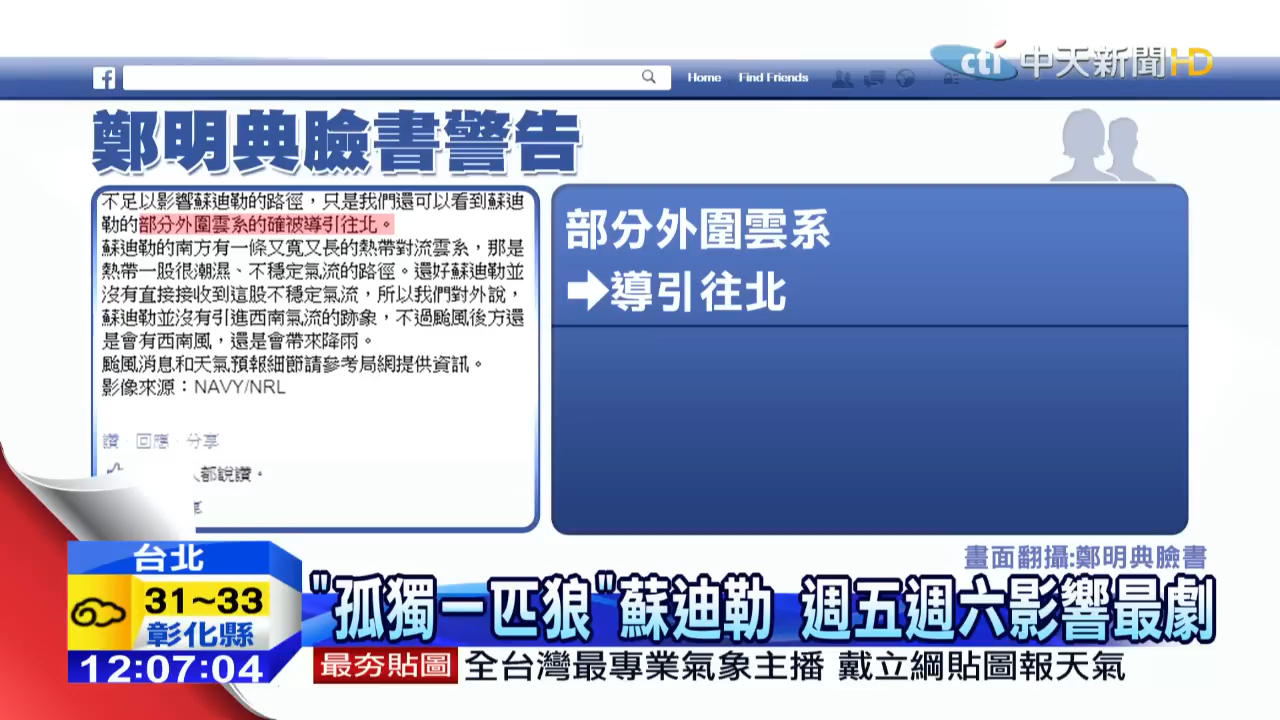 cti 中天新聞HD
Home Find Friends
鄭明典臉書警告
不足以影響蘇迪勒的路徑，只是我們還可以看到蘇迪
勒的部分外圍雲系的確被導引往北。
蘇迪勒的南方有一條又寬又長的熱帶對流雲系，那是
熱帶一股很潮濕、不穩定氣流的路徑。還好蘇迪勒並
沒有直接接收到這股不穩定氣流，所以我們對外說，
蘇迪勒並沒有引進西南氣流的跡象，不過颱風後方還
是會有西南風，還是會帶來降雨。
颱風消息和天氣預報細節請參考局網提供資訊。
影像來源：NAVY/NRL
讚 · 回應 · 分享
人都說讚。
部分外圍雲系
➡導引往北
畫面翻攝:鄭明典臉書
台北
31~33
彰化縣
12:07:04
"孤獨一匹狼"蘇迪勒 週五週六影響最劇
最夯貼圖 全台灣最專業氣象主播 戴立綱貼圖報天氣